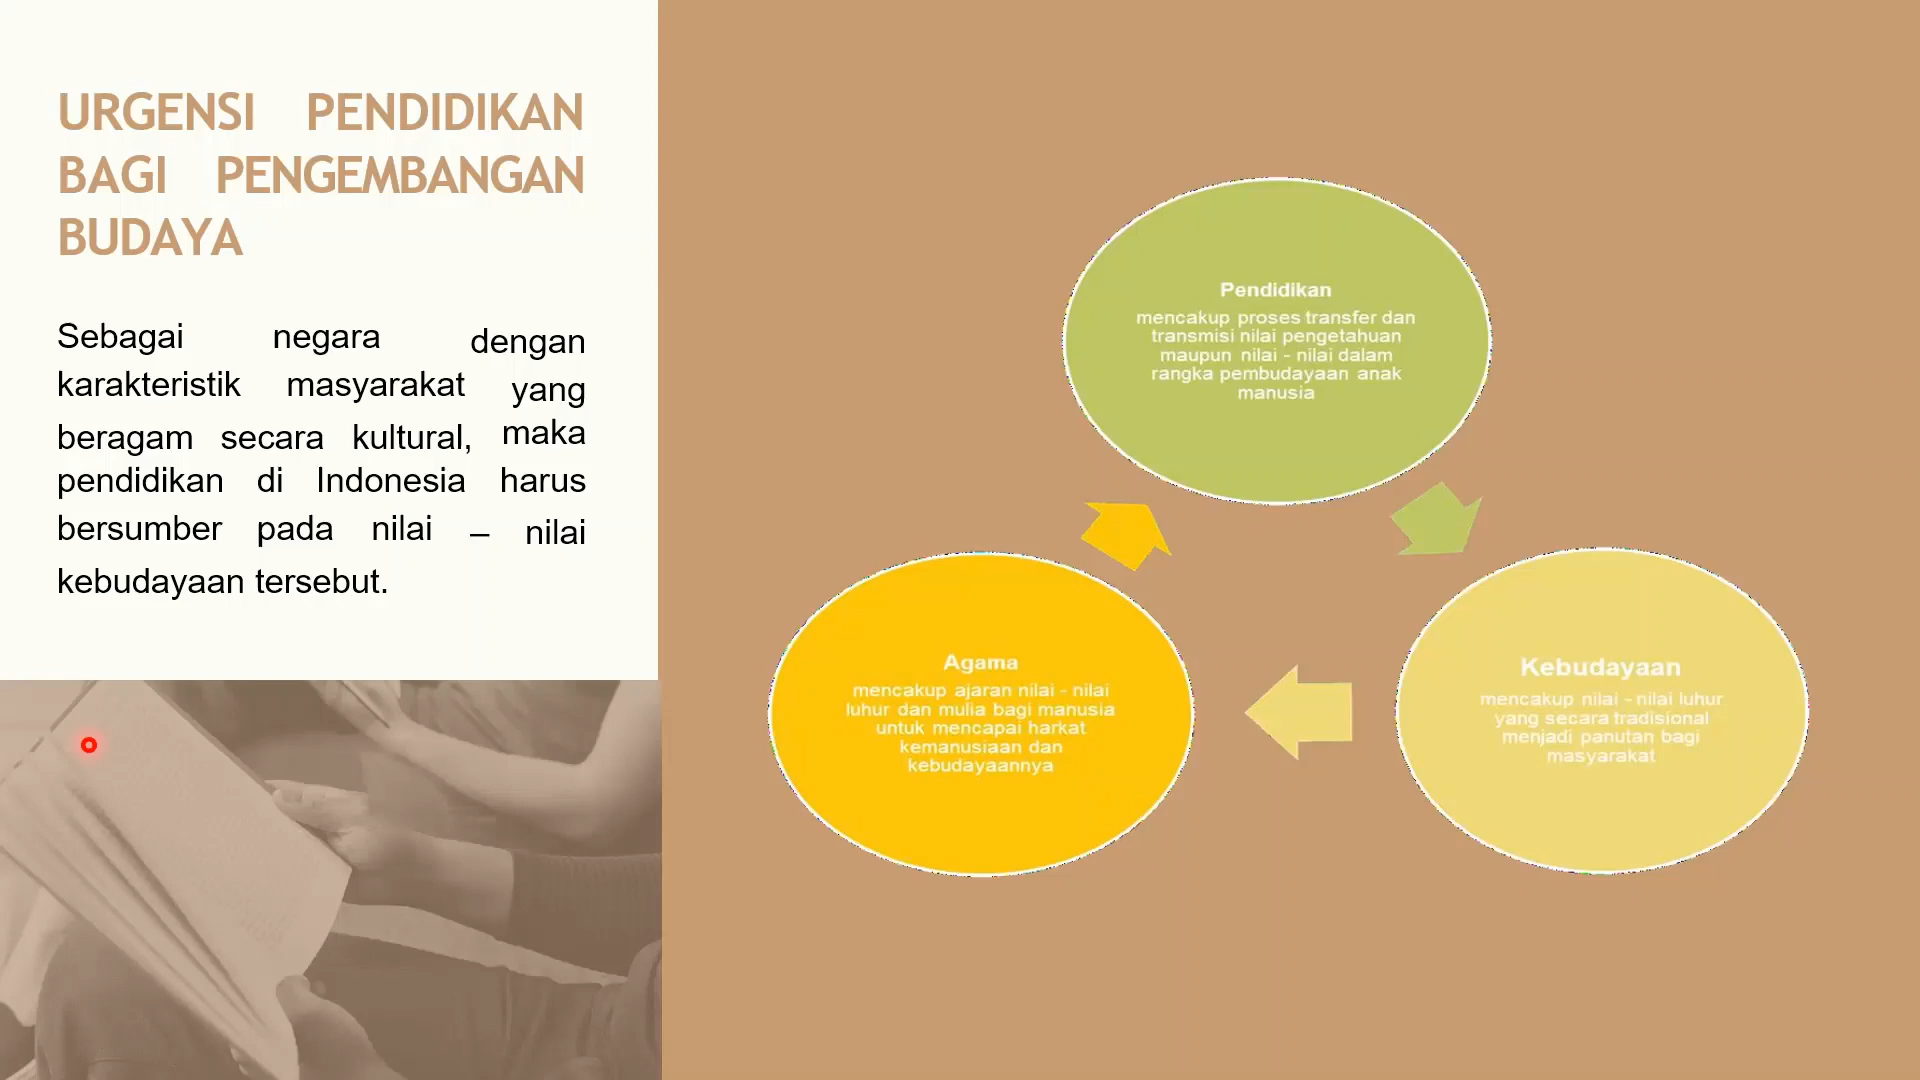 URGENSI PENDIDIKAN
BAGI PENGEMBANGAN
BUDAYA
Sebagai negara dengan
karakteristik masyarakat yang
beragam secara kultural, maka
pendidikan di Indonesia harus
bersumber pada nilai – nilai
kebudayaan tersebut.
Pendidikan
mencakup proses transfer dan
transmisi nilai pengetahuan
maupun nilai - nilai dalam
rangka pembudayaan anak
manusia
Kebudayaan
mencakup nilai - nilai luhur
yang secara tradisional
menjadi panutan bagi
masyarakat
Agama
mencakup ajaran nilai - nilai
luhur dan mulia bagi manusia
untuk mencapai harkat
kemanusiaan dan
kebudayaannya